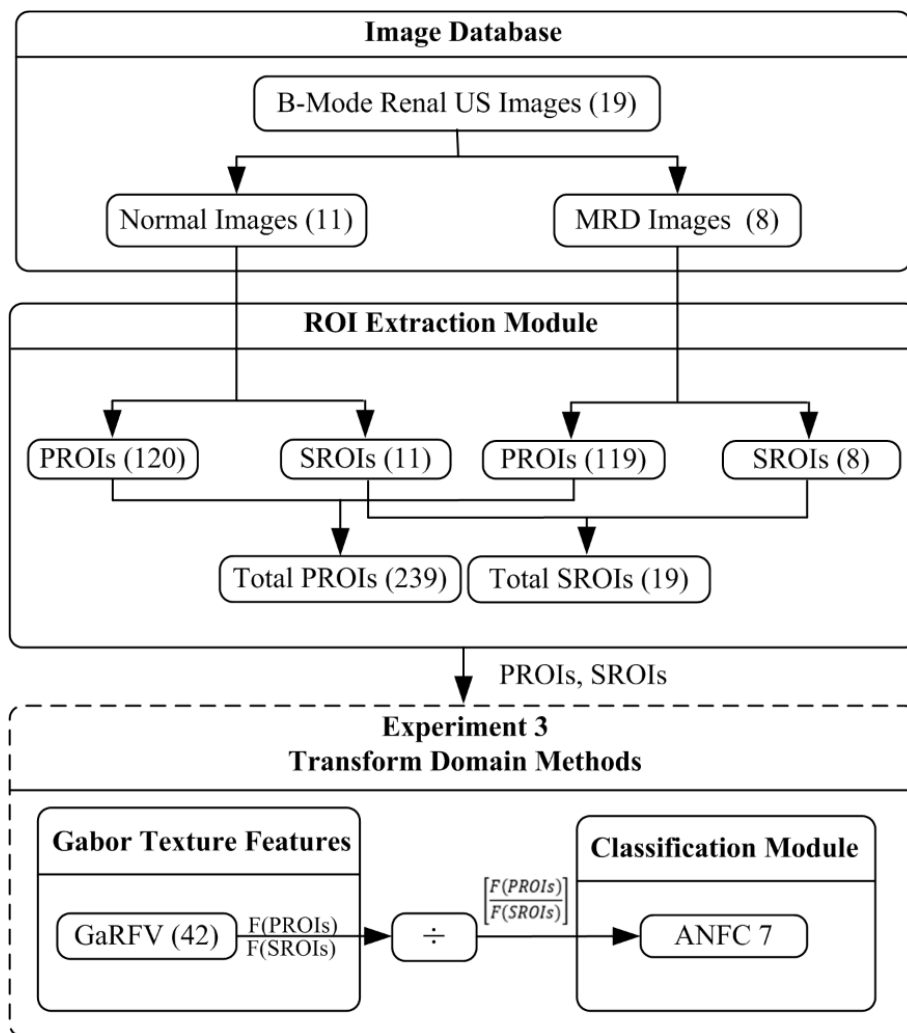 Image Database
B-Mode Renal US Images (19)
Normal Images (11)
MRD Images (8)
ROI Extraction Module
PROIs (120)
SROIs (11)
PROIs (119)
SROIs (8)
Total PROIs (239)
Total SROIs (19)
PROIs, SROIs
Experiment 3
Transform Domain Methods
Gabor Texture Features
GaRFV (42)
F(PROIs)
F(SROIs)
÷
[F(PROIs)
F(SROIs)]
Classification Module
ANFC 7